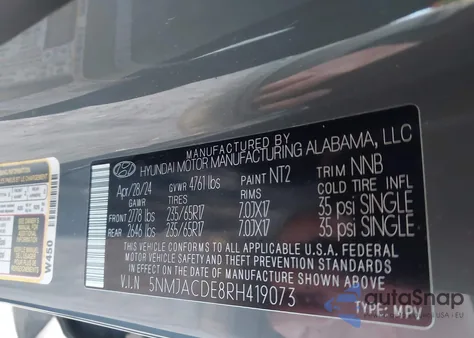 MANUFACTURED BY
HYUNDAI MOTOR MANUFACTURING ALABAMA, LLC
Apr/28/24 GVWR 4761 lbs PAINT NT2 TRIM NNB
TIRES RIMS COLD TIRE INFL
FRONT 2778 lbs 235/65R17 7.0JX17 35 psi SINGLE
REAR 2646 lbs 235/65R17 7.0JX17 35 psi SINGLE
THIS VEHICLE CONFORMS TO ALL APPLICABLE U.S.A. FEDERAL
MOTOR VEHICLE SAFETY AND THEFT PREVENTION STANDARDS
IN EFFECT ON THE DATE OF MANUFACTURE SHOWN ABOVE.
V.I.N 5NMJACDE8RH419073
TYPE: MPV
W450
autoSnap